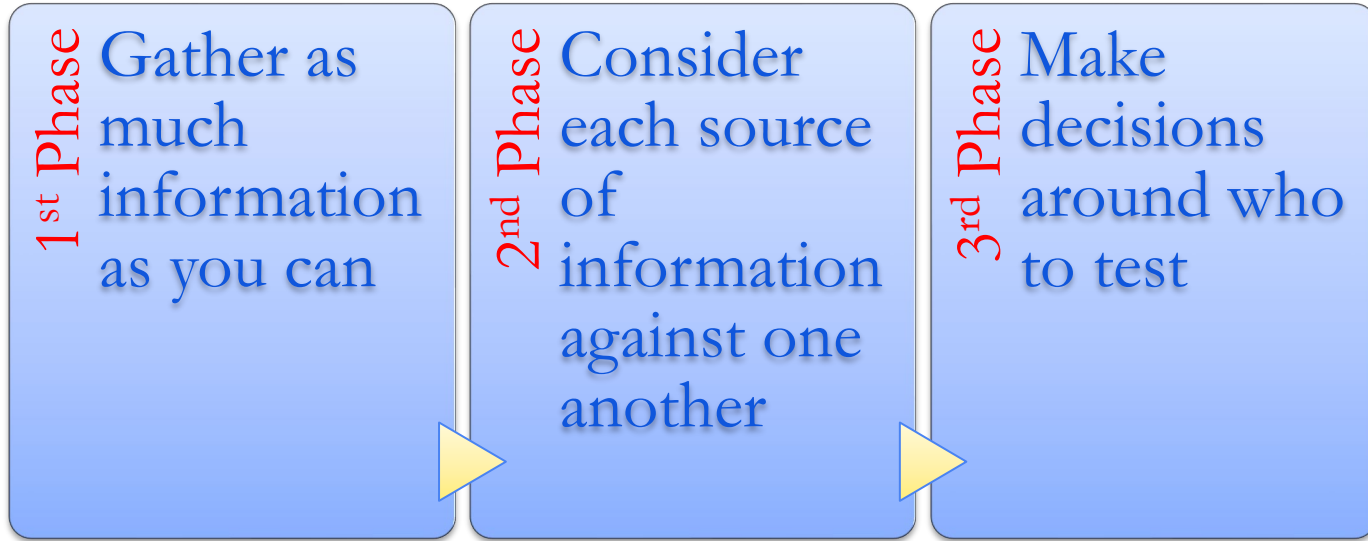 1st Phase
Gather as
much
information
as you can
2nd Phase
Consider
each source
of
information
against one
another
3rd Phase
Make
decisions
around who
to test